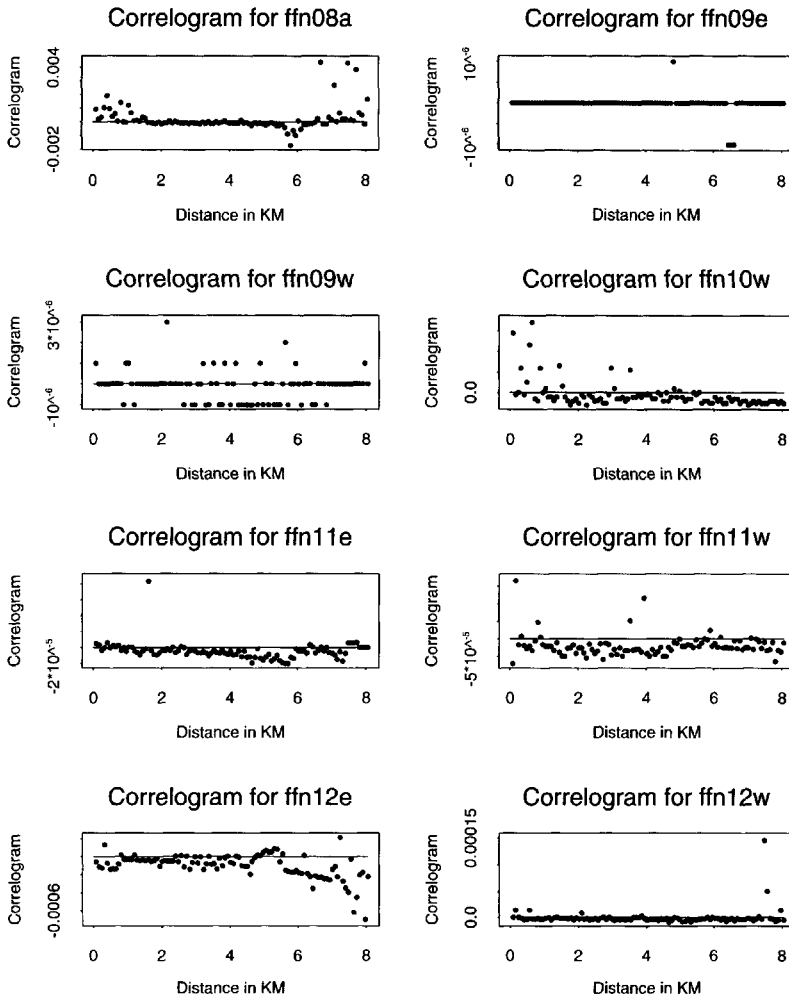 Correlogram for ffn08a
Correlogram
0.004
-0.002
0 2 4 6 8
Distance in KM
Correlogram for ffn09e
Correlogram
10^-6
-10^-6
0 2 4 6 8
Distance in KM
Correlogram for ffn09w
Correlogram
3*10^-6
-10^-6
0 2 4 6 8
Distance in KM
Correlogram for ffn10w
Correlogram
0.0
0 2 4 6 8
Distance in KM
Correlogram for ffn11e
Correlogram
-2*10^-5
0 2 4 6 8
Distance in KM
Correlogram for ffn11w
Correlogram
-5*10^-5
0 2 4 6 8
Distance in KM
Correlogram for ffn12e
Correlogram
-0.0006
0 2 4 6 8
Distance in KM
Correlogram for ffn12w
Correlogram
0.00015
0.0
0 2 4 6 8
Distance in KM